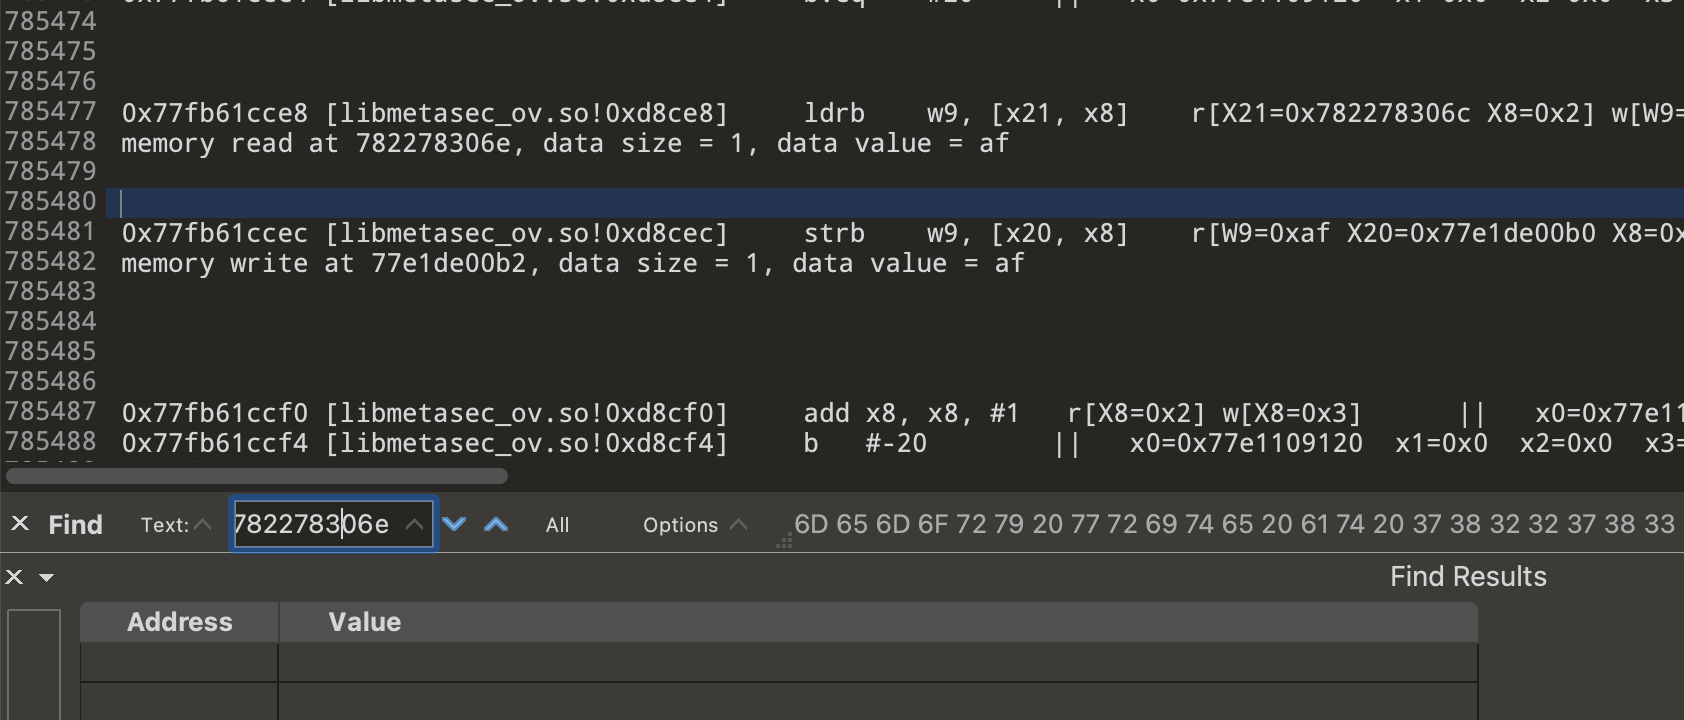 785474
785475
785476
785477 0x77fb61cce8 [libmetasec_ov.so!0xd8ce8] ldrb w9, [x21, x8] r[X21=0x782278306c X8=0x2] w[W9=
785478 memory read at 782278306e, data size = 1, data value = af
785479
785480
785481 0x77fb61ccec [libmetasec_ov.so!0xd8cec] strb w9, [x20, x8] r[W9=0xaf X20=0x77e1de00b0 X8=0x
785482 memory write at 77e1de00b2, data size = 1, data value = af
785483
785484
785485
785486
785487 0x77fb61ccf0 [libmetasec_ov.so!0xd8cf0] add x8, x8, #1 r[X8=0x2] w[X8=0x3] || x0=0x77e11
785488 0x77fb61ccf4 [libmetasec_ov.so!0xd8cf4] b #-20 || x0=0x77e1109120 x1=0x0 x2=0x0 x3=
Find Text: 782278306e All Options 6D 65 6D 6F 72 79 20 77 72 69 74 65 20 61 74 20 37 38 32 32 37 38 33
Find Results
Address Value